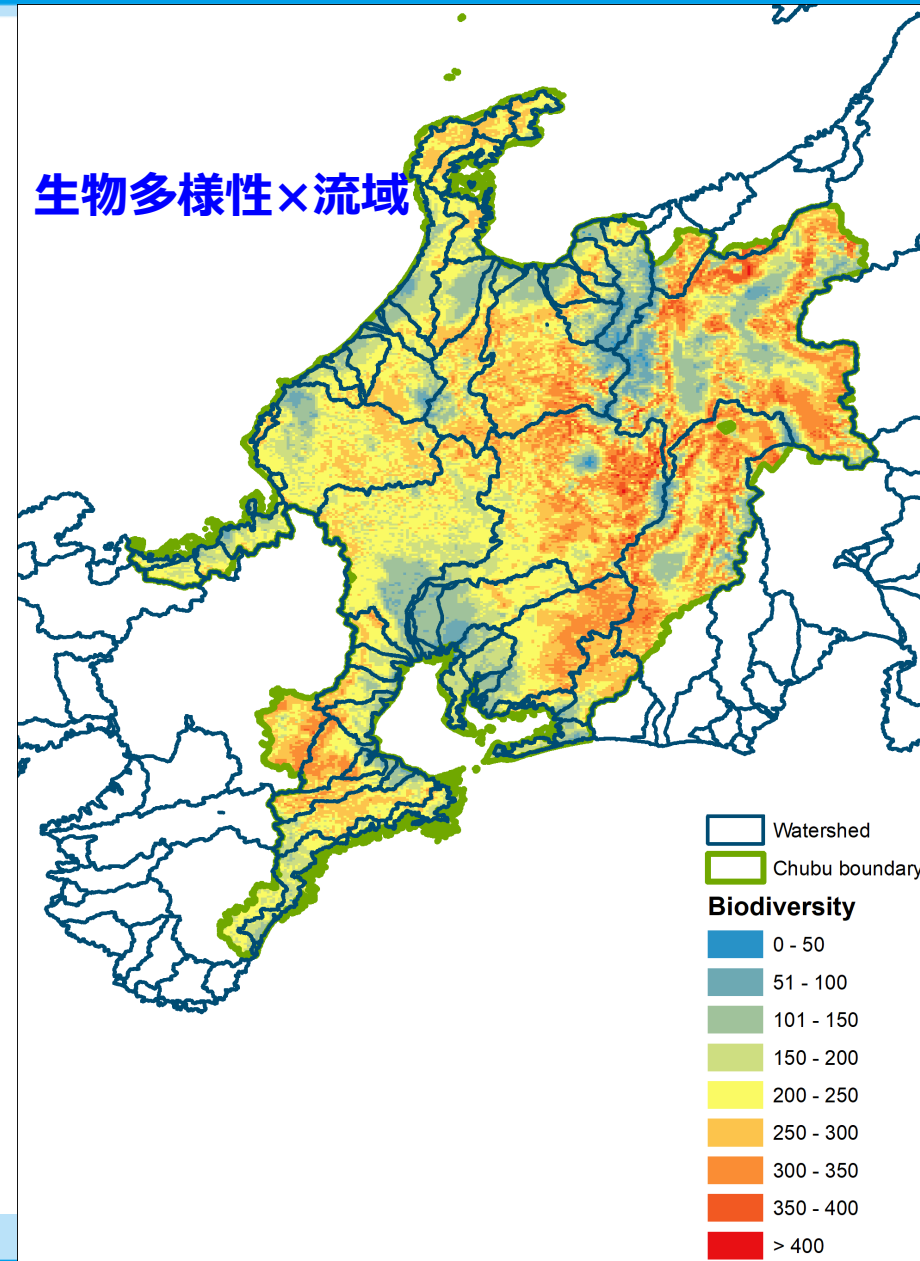 生物多様性×流域
Watershed
Chubu boundary
Biodiversity
0 - 50
51 - 100
101 - 150
150 - 200
200 - 250
250 - 300
300 - 350
350 - 400
> 400